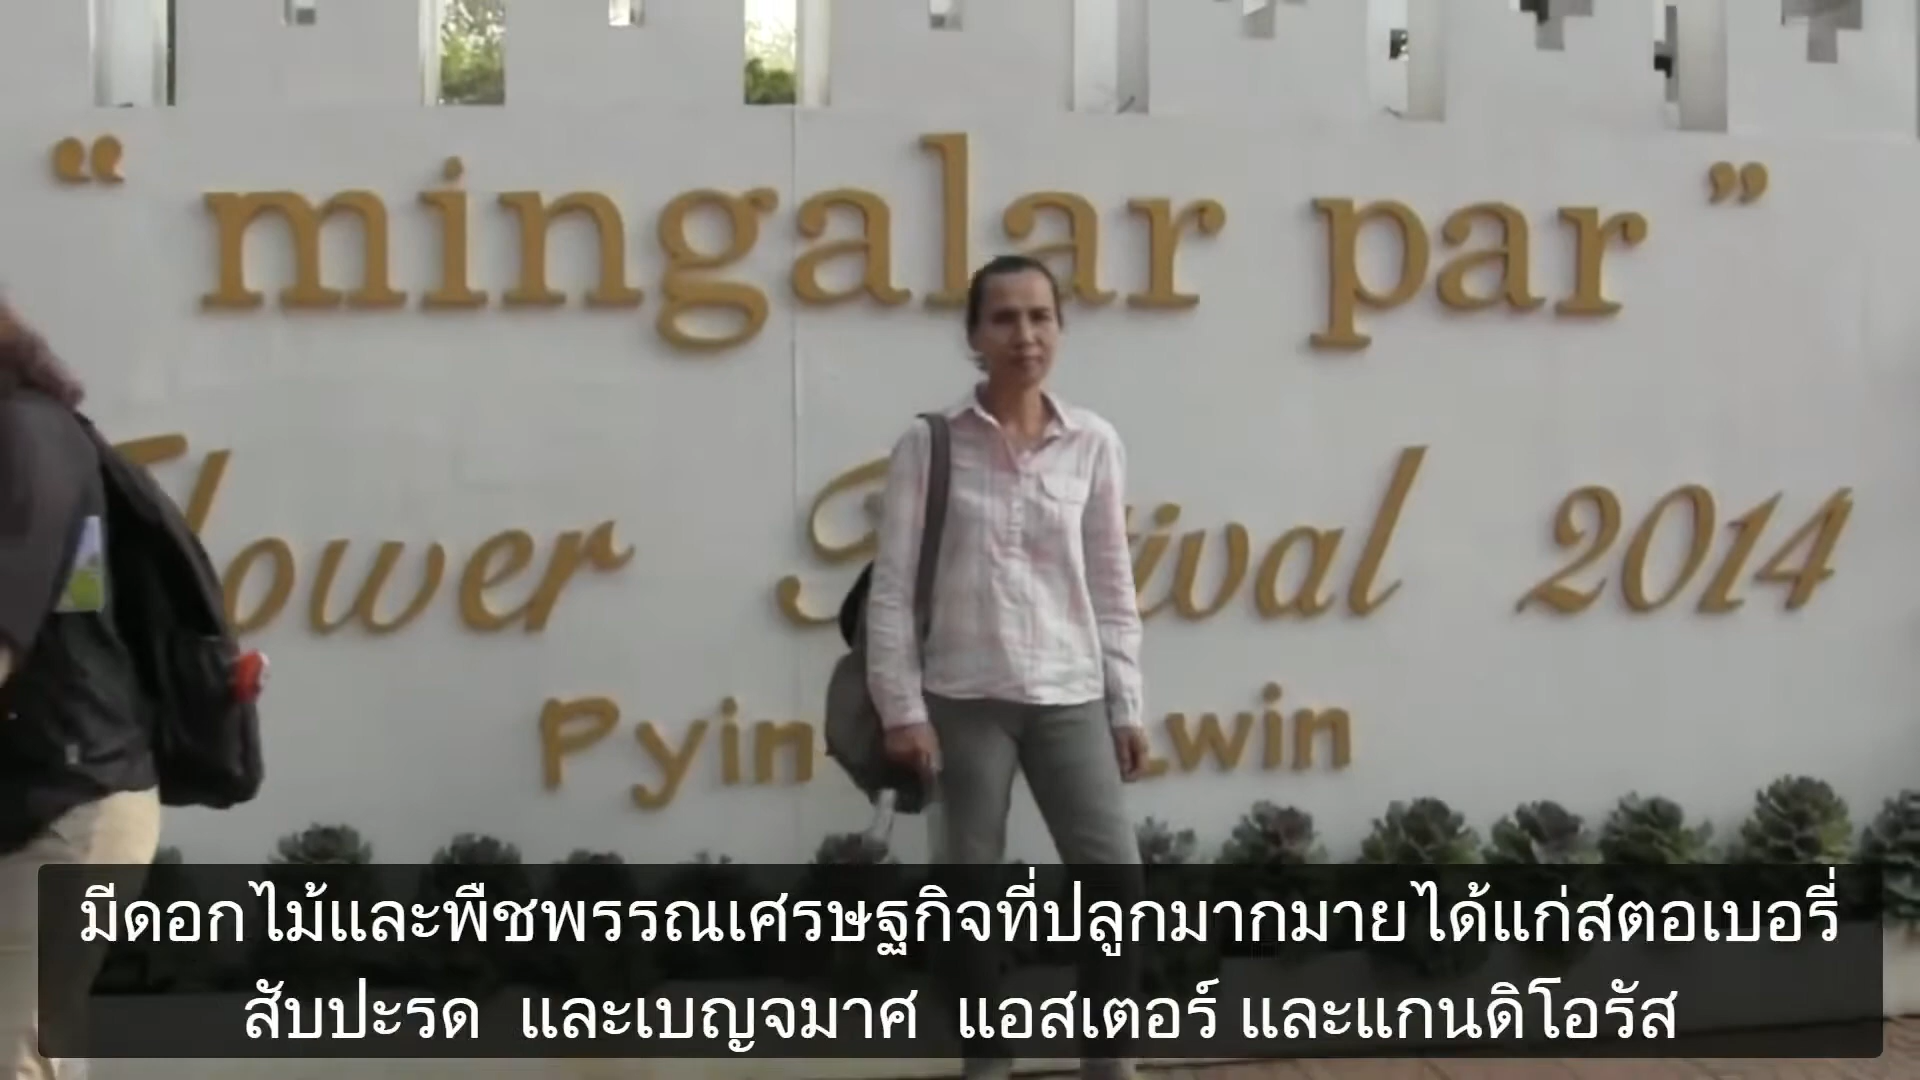 “mingalar par”
Flower Festival 2014
มีดอกไม้และพืชพรรณเศรษฐกิจที่ปลูกมากมายได้แก่สตอเบอรี่
สับปะรด และเบญจมาศ แอสเตอร์ และแกนดิโอรัส